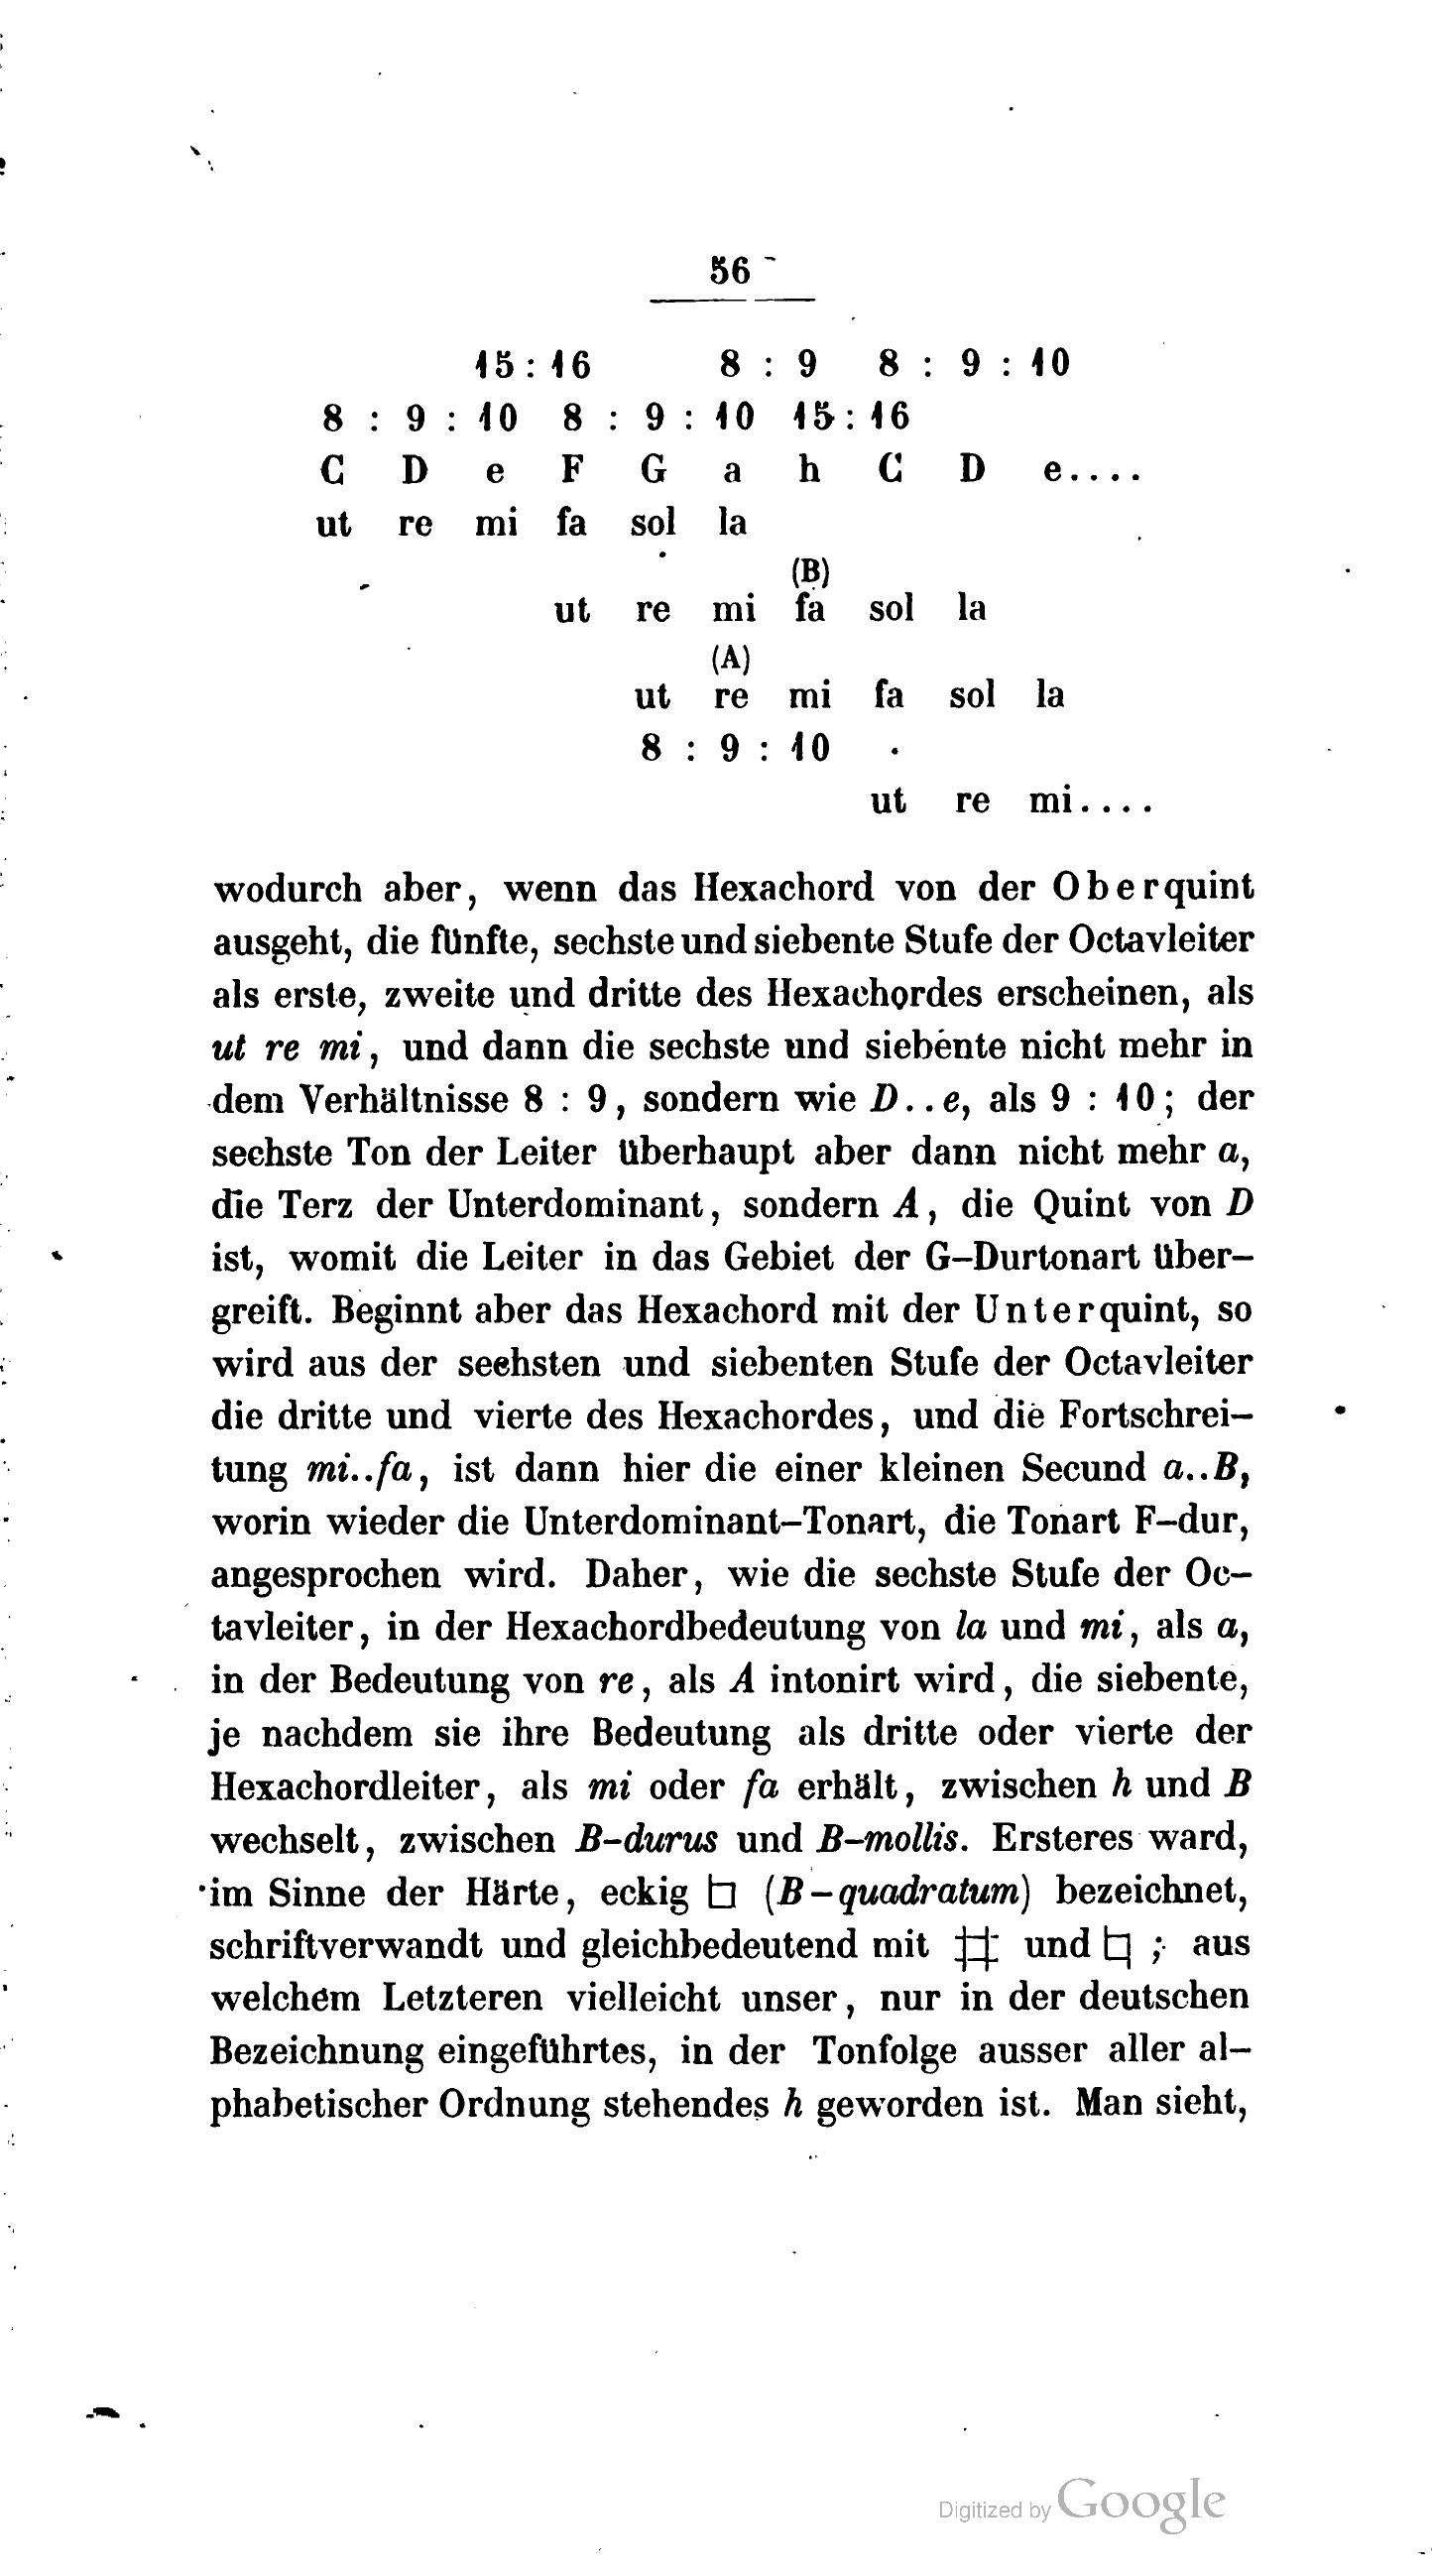 56
15 : 16 8 : 9 8 : 9 : 10
8 : 9 : 10 8 : 9 : 10 15 : 16
C D e F G a h C D e....
ut re mi fa sol la
(B)
ut re mi fa sol la
(A)
ut re mi fa sol la
8 : 9 : 10
ut re mi....
wodurch aber, wenn das Hexachord von der Oberquint
ausgeht, die fünfte, sechste und siebente Stufe der Octavleiter
als erste, zweite und dritte des Hexachordes erscheinen, als
ut re mi, und dann die sechste und siebente nicht mehr in
dem Verhältnisse 8 : 9, sondern wie D..e, als 9 : 10; der
sechste Ton der Leiter überhaupt aber dann nicht mehr a,
die Terz der Unterdominant, sondern A, die Quint von D
ist, womit die Leiter in das Gebiet der G-Durtonart über-
greift. Beginnt aber das Hexachord mit der Unterquint, so
wird aus der sechsten und siebenten Stufe der Octavleiter
die dritte und vierte des Hexachordes, und die Fortschrei-
tung mi..fa, ist dann hier die einer kleinen Secund a..B,
worin wieder die Unterdominant-Tonart, die Tonart F-dur,
angesprochen wird. Daher, wie die sechste Stufe der Oc-
tavleiter, in der Hexachordbedeutung von la und mi, als a,
in der Bedeutung von re, als A intonirt wird, die siebente,
je nachdem sie ihre Bedeutung als dritte oder vierte der
Hexachordleiter, als mi oder fa erhält, zwischen h und B
wechselt, zwischen B-durus und B-mollis. Ersteres ward,
im Sinne der Härte, eckig (B-quadratum) bezeichnet,
schriftverwandt und gleichbedeutend mit ♯ und ♮; aus
welchem Letzteren vielleicht unser, nur in der deutschen
Bezeichnung eingeführtes, in der Tonfolge ausser aller al-
phabetischer Ordnung stehendes h geworden ist. Man sieht,
Digitized by Google